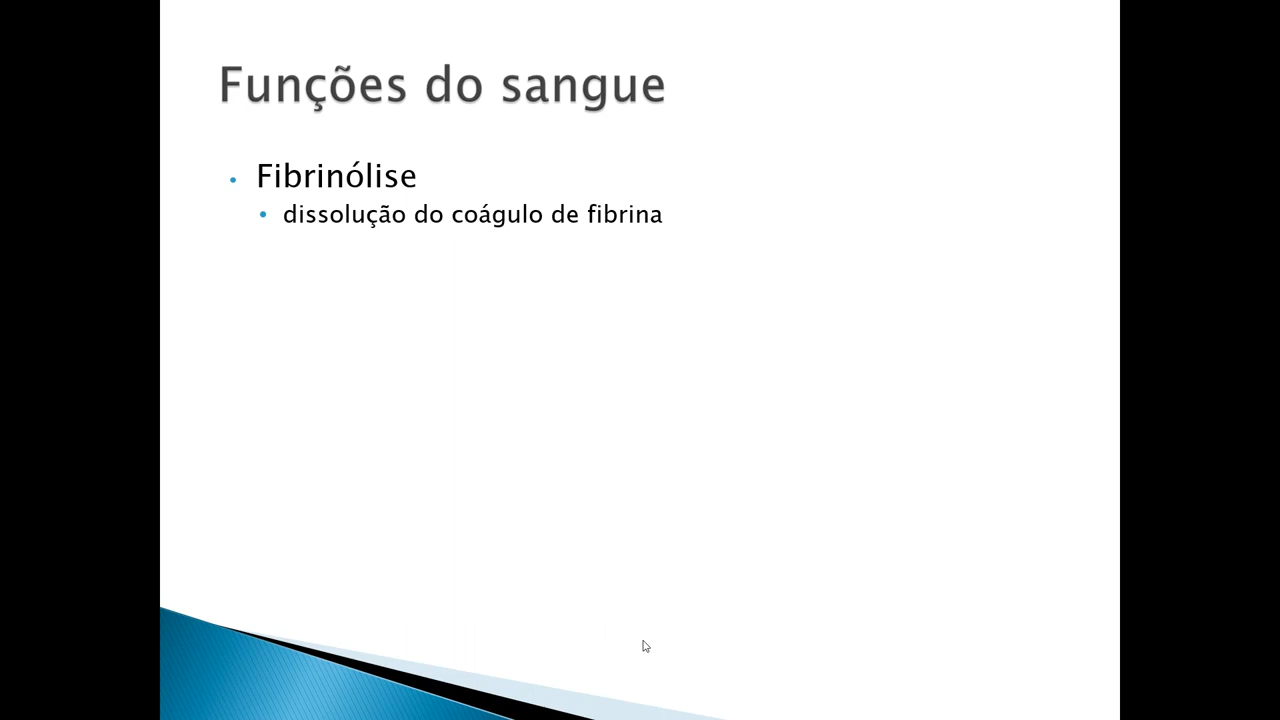 Funções do sangue
• Fibrinólise
• dissolução do coágulo de fibrina